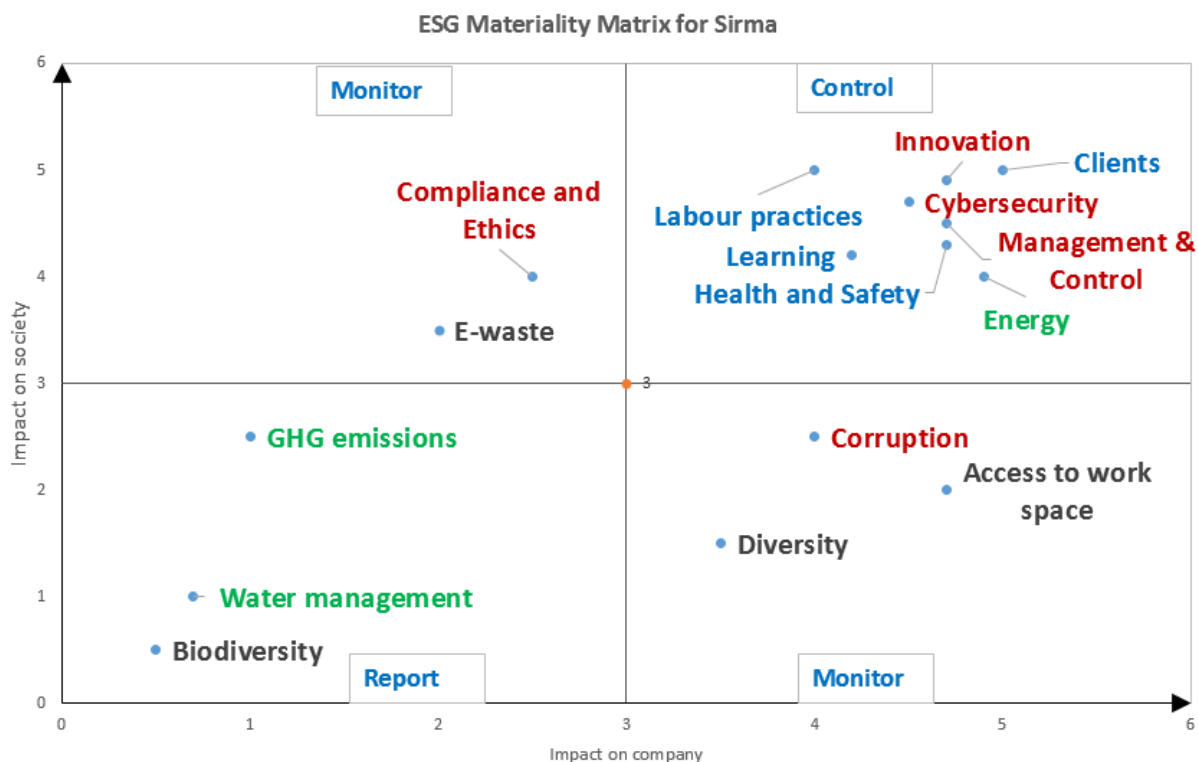 ESG Materiality Matrix for Sirma
6
Monitor
Control
Innovation
5
Clients
Compliance and
Ethics
Labour practices
Cybersecurity
Management &
Control
Learning
4
Health and Safety
Energy
E-waste
3
3
GHG emissions
Corruption
2
Access to work
space
Diversity
1
Water management
Biodiversity
Report
Monitor
0
0
1
2
3
4
5
6
Impact on society
Impact on company